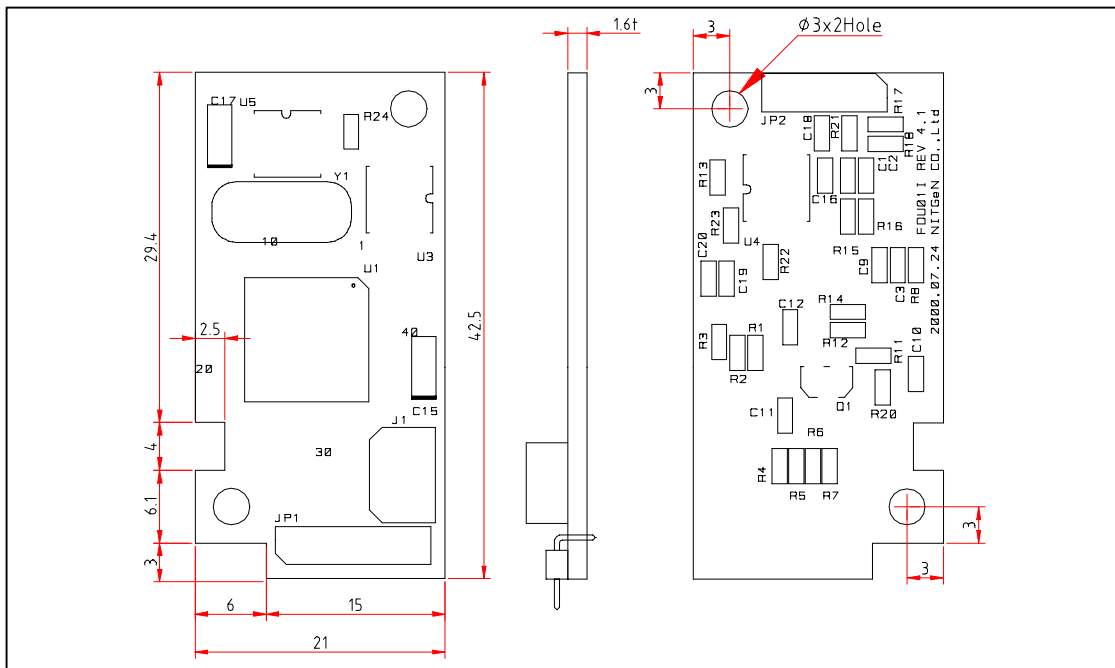 1.6t
3
Ø3x2Hole
C17
U5
R24
Y1
10
1
U3
U1
40
29.4
2.5
20
42.5
C15
J1
4
30
6.1
JP1
3
6
15
21
3
JP2
R17
C18
R21
R18
C1
C2
R13
C16
R23
R16
U4
R15
C20
C19
R22
C9
C3
R8
FDU01I REV 4.1
2000.07.24 NITGeN CO.,Ltd
C12
R14
R12
R3
R1
R2
R11
C10
Q1
R20
C11
R6
R4
R5
R7
3
3